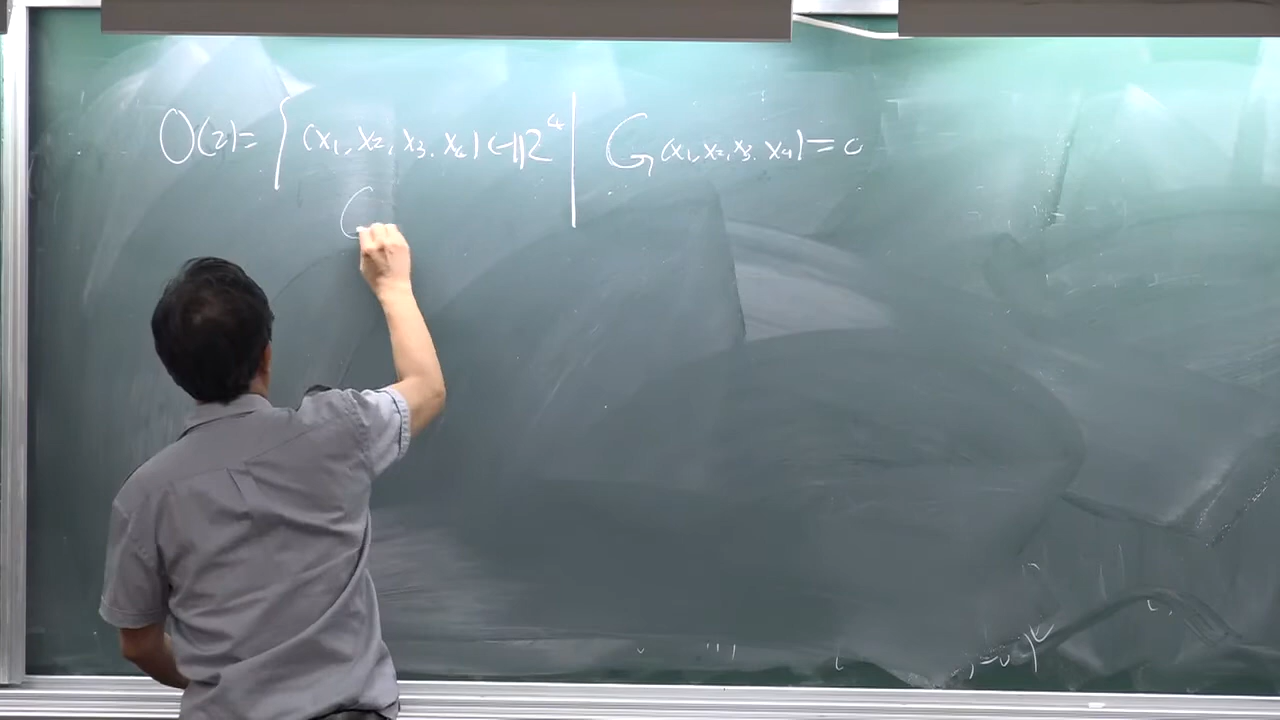 O(2) = { (x₁, x₂, x₃, x₄) ∈ ℝ⁴ | G(x₁, x₂, x₃, x₄) = 0